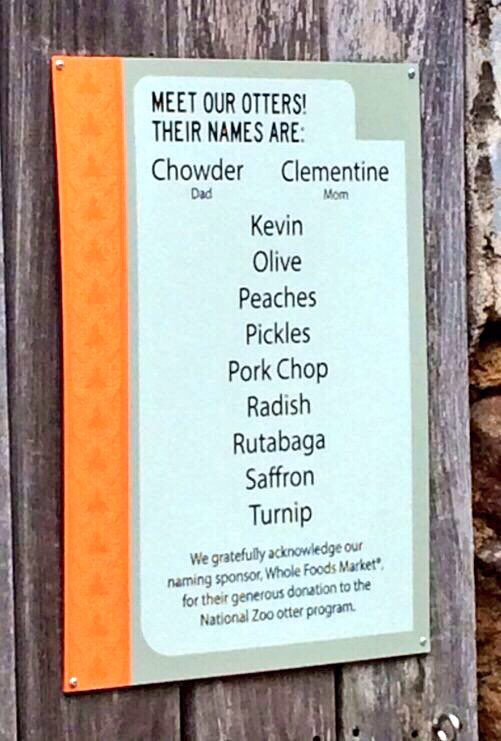 MEET OUR OTTERS!
THEIR NAMES ARE:
Chowder Clementine
Dad Mom
Kevin
Olive
Peaches
Pickles
Pork Chop
Radish
Rutabaga
Saffron
Turnip
We gratefully acknowledge our
naming sponsor, Whole Foods Market®,
for their generous donation to the
National Zoo otter program.